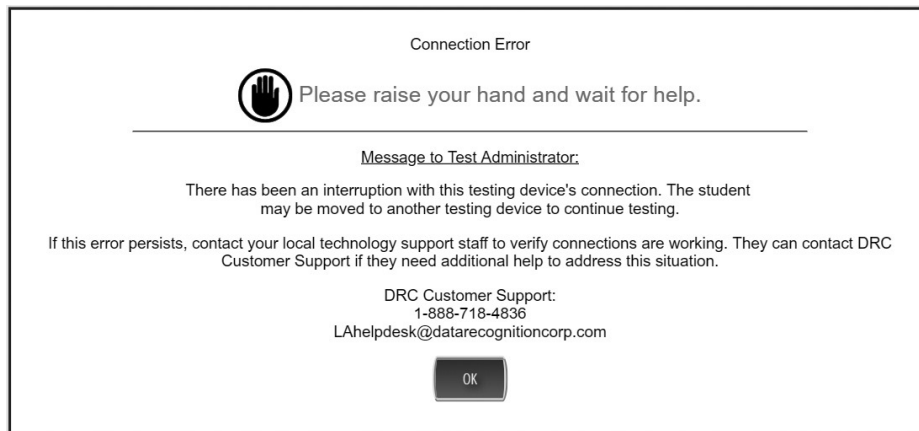 Connection Error
Please raise your hand and wait for help.
Message to Test Administrator:
There has been an interruption with this testing device's connection. The student
may be moved to another testing device to continue testing.
If this error persists, contact your local technology support staff to verify connections are working. They can contact DRC
Customer Support if they need additional help to address this situation.
DRC Customer Support:
1-888-718-4836
LAhelpdesk@datarecognitioncorp.com
OK